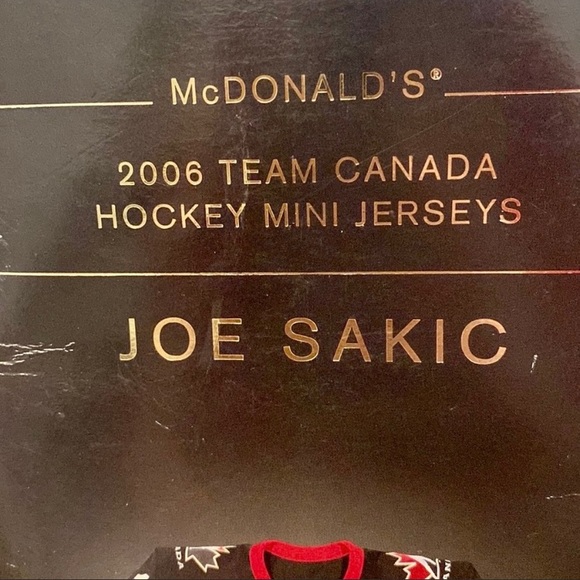 McDONALD'S®
2006 TEAM CANADA
HOCKEY MINI JERSEYS
JOE SAKIC